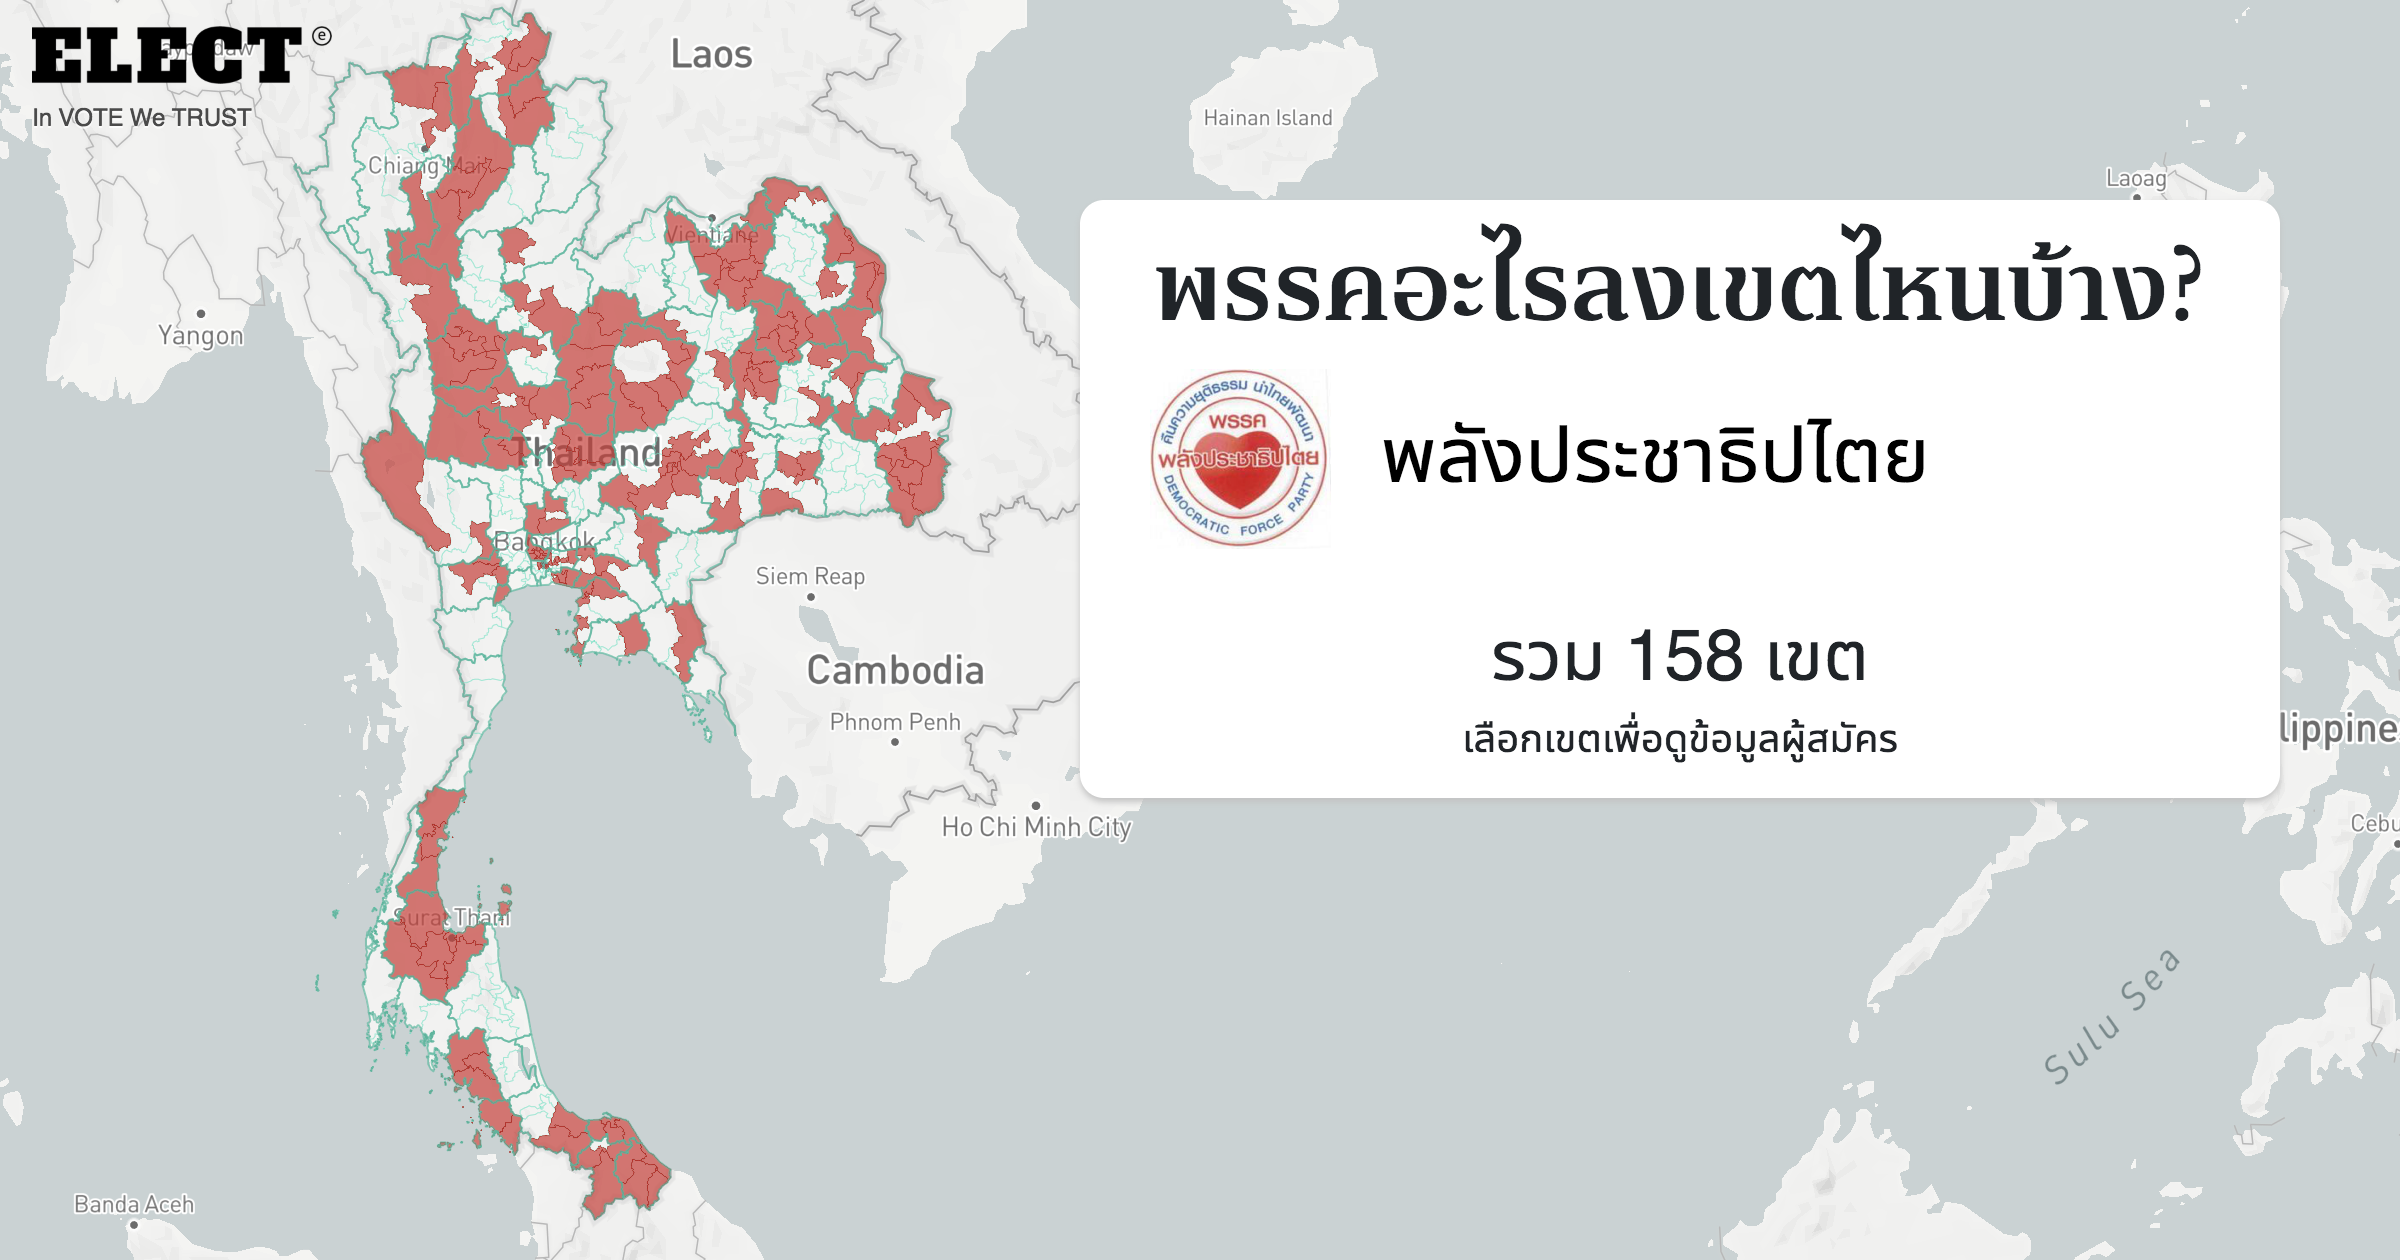 ELECT e
In VOTE We TRUST
Laos
Hainan Island
Laoag
Chiang Mai
Vientiane
Yangon
Thailand
Bangkok
Siem Reap
Cambodia
Phnom Penh
Ho Chi Minh City
Surat Thani
Banda Aceh
พรรคอะไรลงเขตไหนบ้าง?
คืนความยุติธรรม นำไทยพัฒนา
พรรค
พลังประชาธิปไตย
DEMOCRATIC FORCE PARTY
พลังประชาธิปไตย
รวม 158 เขต
เลือกเขตเพื่อดูข้อมูลผู้สมัคร
lippine
Cebu
Sulu Sea